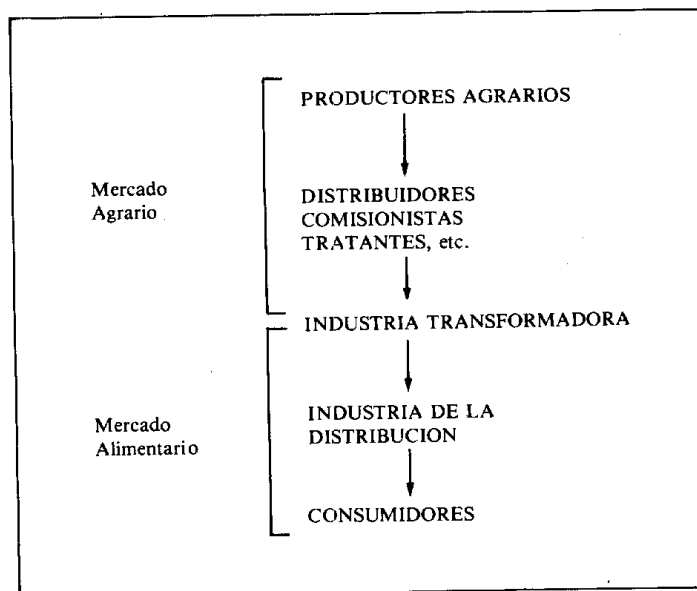 PRODUCTORES AGRARIOS
Mercado
Agrario
DISTRIBUIDORES
COMISIONISTAS
TRATANTES, etc.
INDUSTRIA TRANSFORMADORA
Mercado
Alimentario
INDUSTRIA DE LA
DISTRIBUCION
CONSUMIDORES